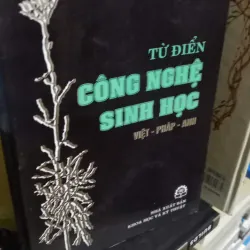 TỪ ĐIỂN
CÔNG NGHỆ
SINH HỌC
VIỆT - PHÁP - ANH
NHÀ XUẤT BẢN
KHOA HỌC VÀ KỸ THUẬT